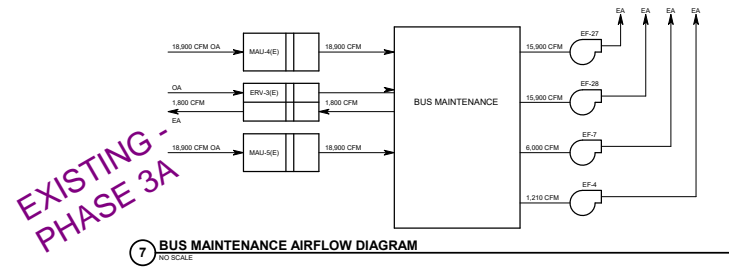 EA EA EA EA
EF-27
18,900 CFM OA MAU-4(E) 18,900 CFM 15,900 CFM
EF-28
OA ERV-3(E)
1,800 CFM 1,800 CFM BUS MAINTENANCE 15,900 CFM
EA
EF-7
18,900 CFM OA MAU-5(E) 18,900 CFM 6,000 CFM
EF-4
1,210 CFM
EXISTING -
PHASE 3A
7 BUS MAINTENANCE AIRFLOW DIAGRAM
NO SCALE